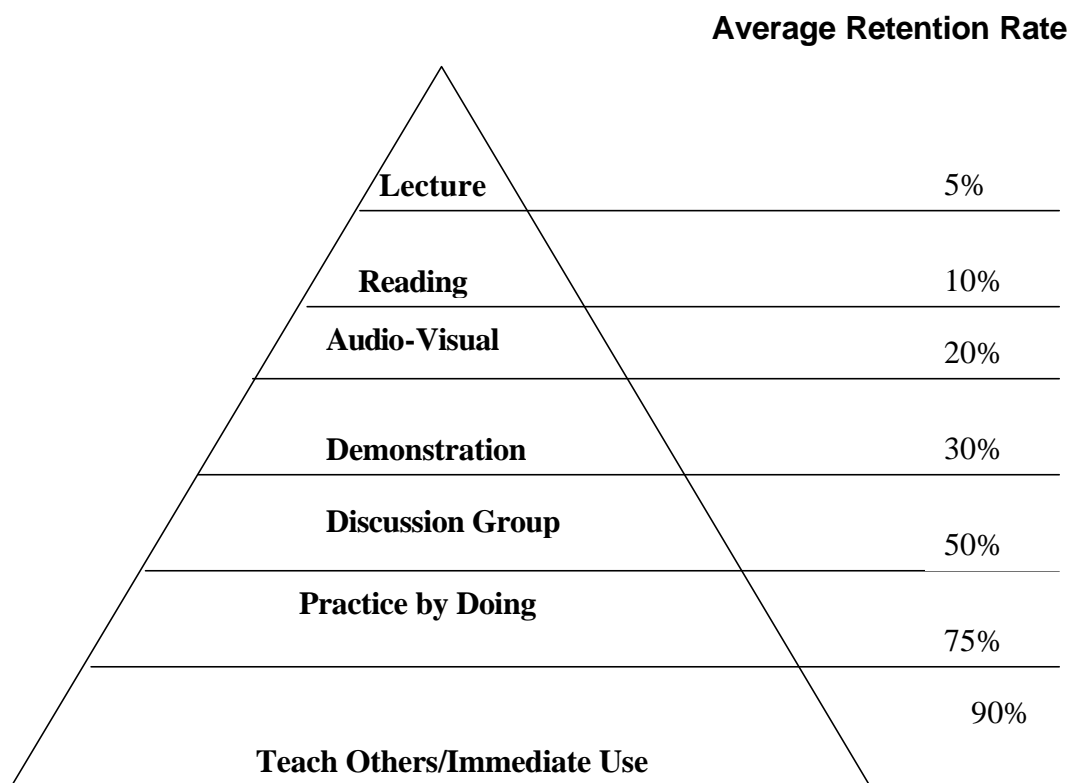 Average Retention Rate
Lecture 5%
Reading 10%
Audio-Visual 20%
Demonstration 30%
Discussion Group 50%
Practice by Doing 75%
90%
Teach Others/Immediate Use